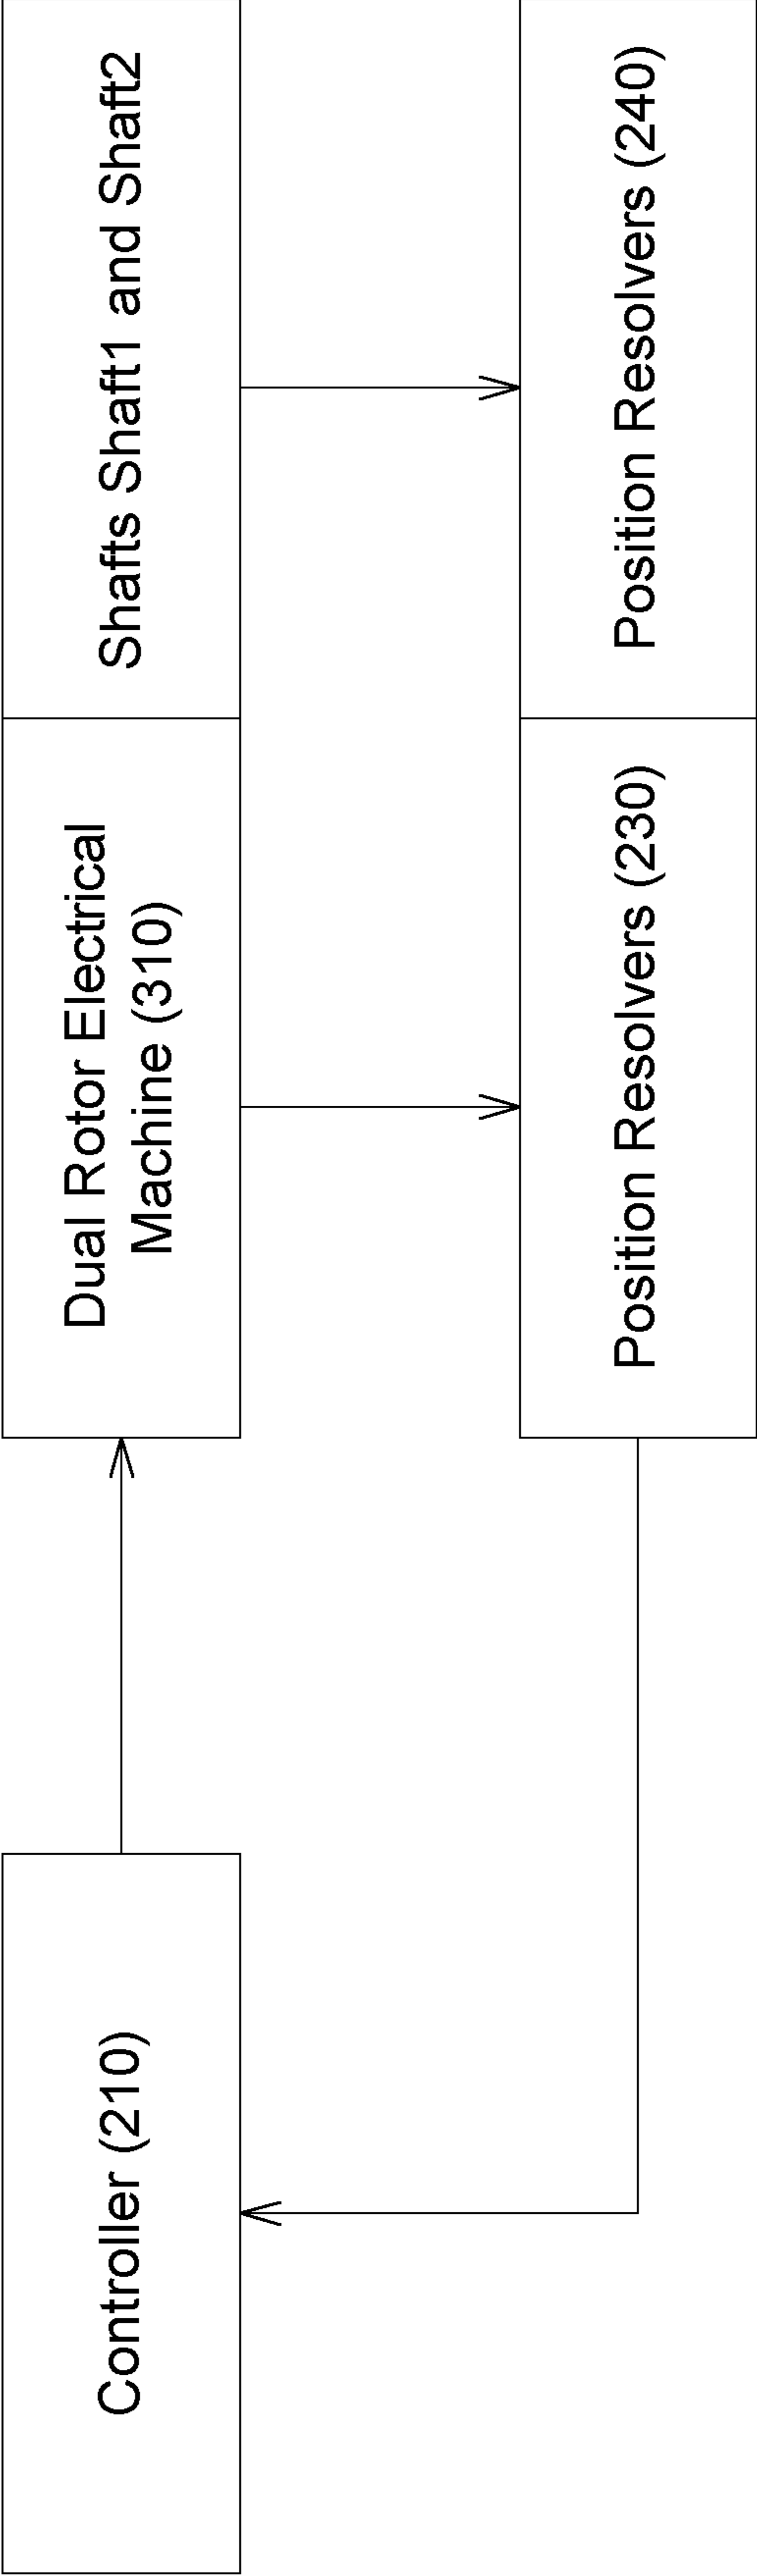 Controller (210)
Dual Rotor Electrical
Machine (310)
Shafts Shaft1 and Shaft2
Position Resolvers (230)
Position Resolvers (240)